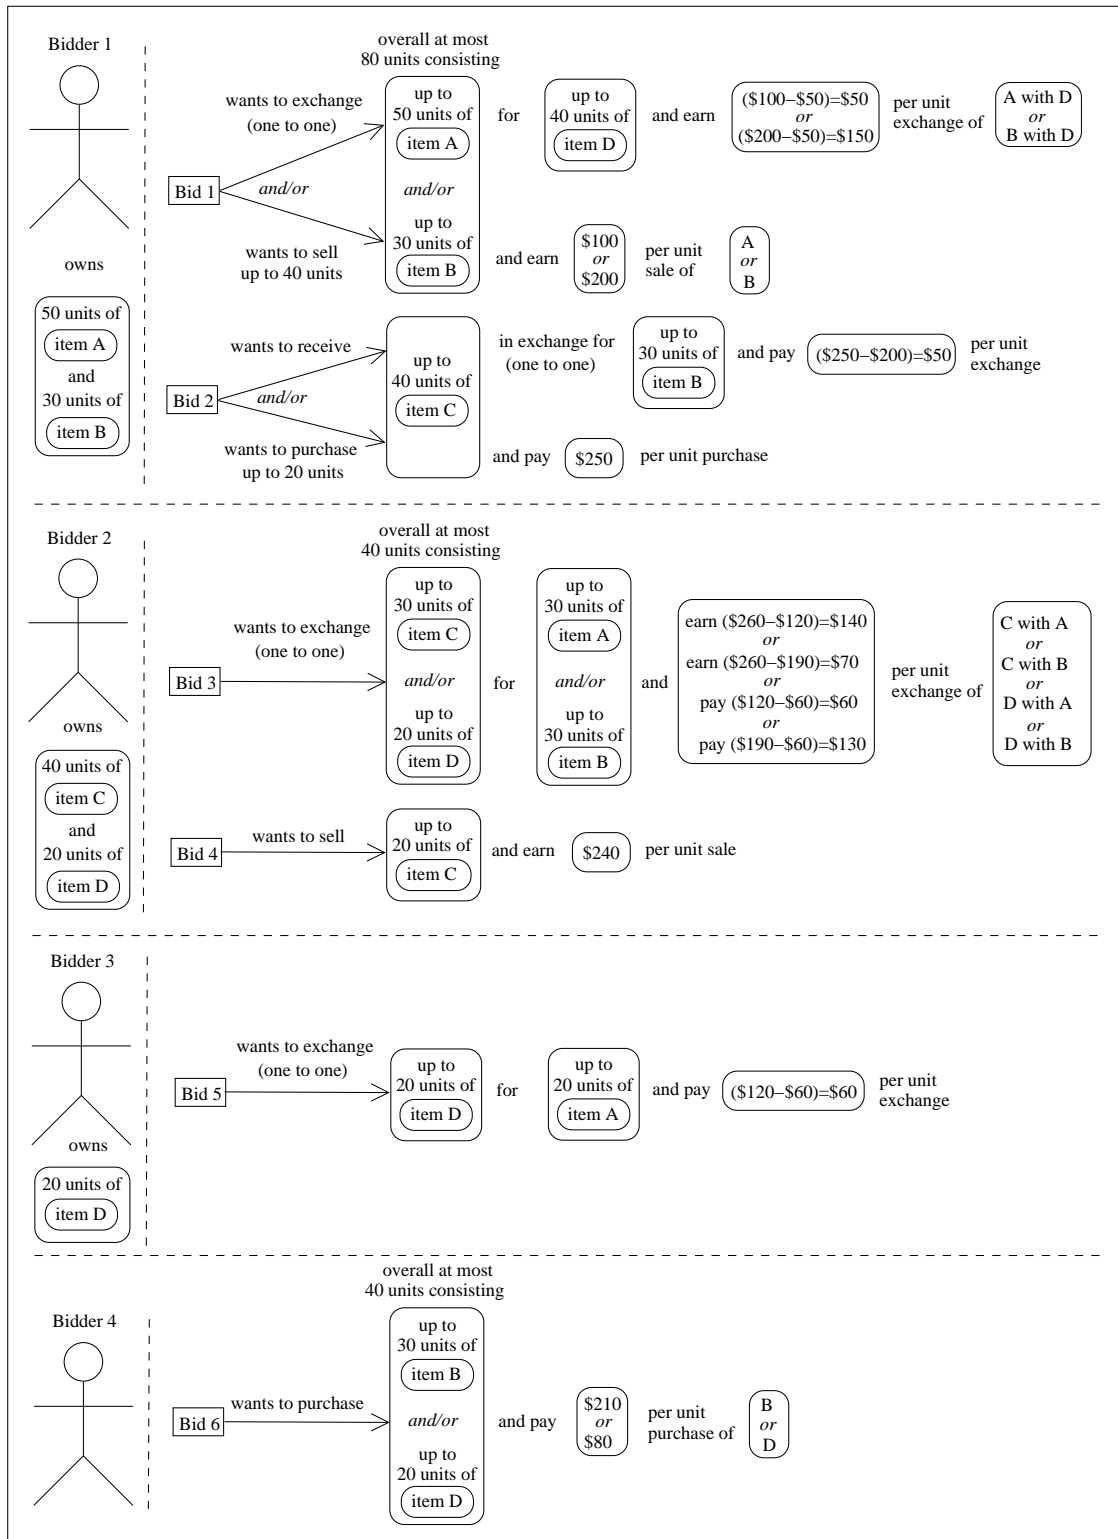 Bidder 1
owns
50 units of
item A
and
30 units of
item B
Bid 1
wants to exchange
(one to one)
and/or
wants to sell
up to 40 units
overall at most
80 units consisting
up to
50 units of
item A
and/or
up to
30 units of
item B
for
up to
40 units of
item D
and earn
($100–$50)=$50
or
($200–$50)=$150
per unit
exchange of
A with D
or
B with D
and earn
$100
or
$200
per unit
sale of
A
or
B
Bid 2
wants to receive
and/or
wants to purchase
up to 20 units
up to
40 units of
item C
in exchange for
(one to one)
up to
30 units of
item B
and pay
($250–$200)=$50
per unit
exchange
and pay
$250
per unit purchase
Bidder 2
owns
40 units of
item C
and
20 units of
item D
Bid 3
wants to exchange
(one to one)
overall at most
40 units consisting
up to
30 units of
item C
and/or
up to
20 units of
item D
for
up to
30 units of
item A
and/or
up to
30 units of
item B
and
earn ($260–$120)=$140
or
earn ($260–$190)=$70
or
pay ($120–$60)=$60
or
pay ($190–$60)=$130
per unit
exchange of
C with A
or
C with B
or
D with A
or
D with B
Bid 4
wants to sell
up to
20 units of
item C
and earn
$240
per unit sale
Bidder 3
owns
20 units of
item D
Bid 5
wants to exchange
(one to one)
up to
20 units of
item D
for
up to
20 units of
item A
and pay
($120–$60)=$60
per unit
exchange
Bidder 4
Bid 6
wants to purchase
overall at most
40 units consisting
up to
30 units of
item B
and/or
up to
20 units of
item D
and pay
$210
or
$80
per unit
purchase of
B
or
D